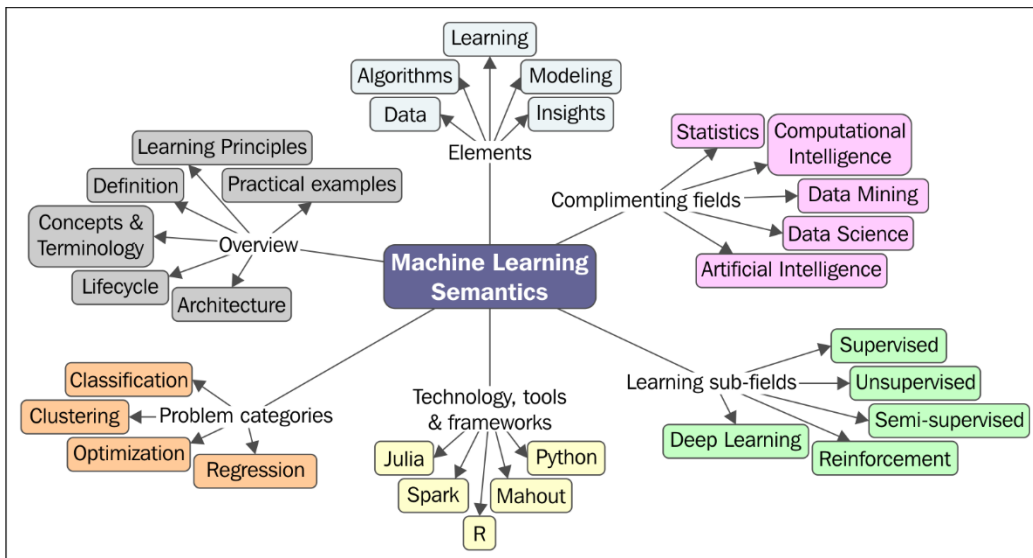 Learning
Algorithms
Modeling
Data
Insights
Elements
Statistics
Computational
Intelligence
Data Mining
Complimenting fields
Data Science
Artificial Intelligence
Learning Principles
Definition
Practical examples
Concepts &
Terminology
Overview
Lifecycle
Architecture
Machine Learning
Semantics
Classification
Clustering
Problem categories
Optimization
Regression
Technology, tools
& frameworks
Julia
Python
Spark
Mahout
R
Learning sub-fields
Supervised
Unsupervised
Semi-supervised
Deep Learning
Reinforcement